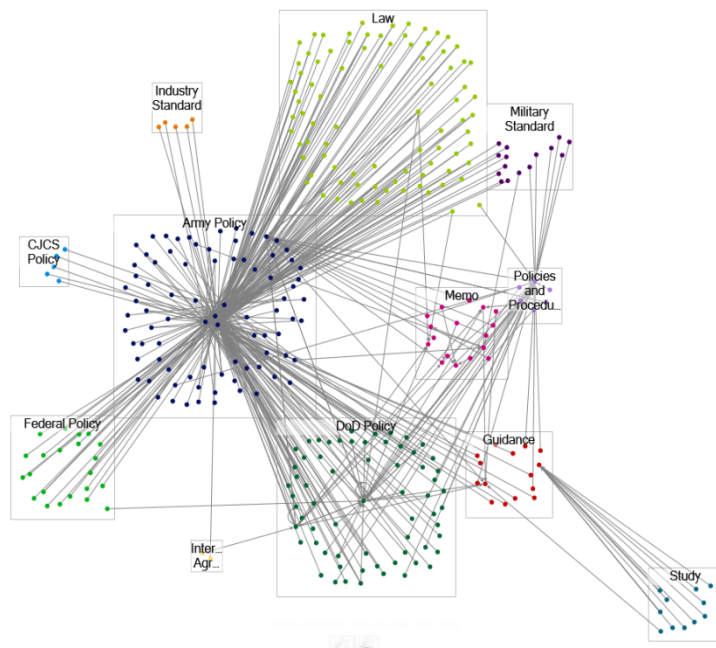 Law
Industry
Standard
Military
Standard
Army Policy
CJCS
Policy
Policies
and
Procedu...
Memo
Federal Policy
DoD Policy
Guidance
Inter...
Agr...
Study